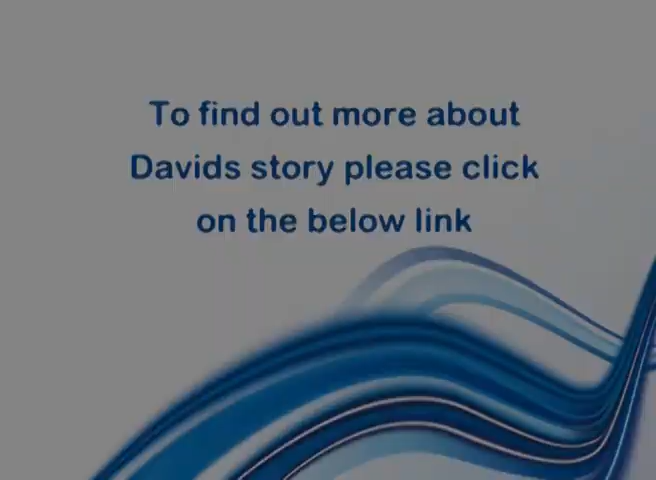 To find out more about
Davids story please click
on the below link